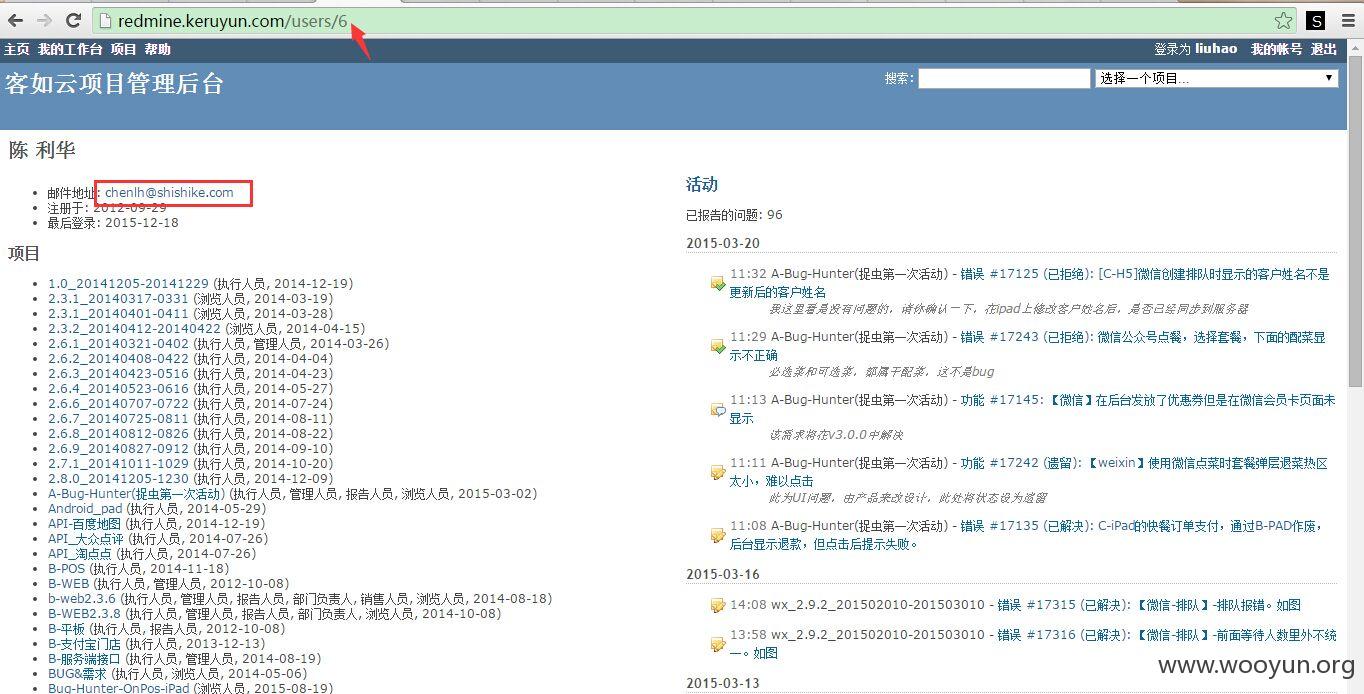 redmine.keruyun.com/users/6
主页 我的工作台 项目 帮助
登录为 liuhao 我的帐号 退出
客如云项目管理后台
搜索:
选择一个项目...
陈 利华
邮件地址: chenlh@shishike.com
注册于: 2012-09-29
最后登录: 2015-12-18
项目
1.0_20141205-20141229 (执行人员, 2014-12-19)
2.3.1_20140317-0331 (浏览人员, 2014-03-19)
2.3.1_20140401-0411 (浏览人员, 2014-03-28)
2.3.2_20140412-20140422 (浏览人员, 2014-04-15)
2.6.1_20140321-0402 (执行人员, 管理人员, 2014-03-26)
2.6.2_20140408-0422 (执行人员, 2014-04-04)
2.6.3_20140423-0516 (执行人员, 2014-04-23)
2.6.4_20140523-0616 (执行人员, 2014-05-27)
2.6.6_20140707-0722 (执行人员, 2014-07-24)
2.6.7_20140725-0811 (执行人员, 2014-08-11)
2.6.8_20140812-0826 (执行人员, 2014-08-22)
2.6.9_20140827-0912 (执行人员, 2014-09-10)
2.7.1_20141011-1029 (执行人员, 2014-10-20)
2.8.0_20141205-1230 (执行人员, 2014-12-09)
A-Bug-Hunter(捉虫第一次活动) (执行人员, 管理人员, 报告人员, 浏览人员, 2015-03-02)
Android_pad (执行人员, 2014-05-29)
API-百度地图 (执行人员, 2014-12-19)
API_大众点评 (执行人员, 2014-07-26)
API_淘点点 (执行人员, 2014-07-26)
B-POS (执行人员, 2014-11-18)
B-WEB (执行人员, 管理人员, 2012-10-08)
b-web2.3.6 (执行人员, 管理人员, 报告人员, 部门负责人, 销售人员, 浏览人员, 2014-08-18)
B-WEB2.3.8 (执行人员, 管理人员, 报告人员, 部门负责人, 浏览人员, 2014-10-08)
B-平板 (执行人员, 报告人员, 2012-10-08)
B-支付宝门店 (执行人员, 2013-12-13)
B-服务端接口 (执行人员, 管理人员, 2014-08-19)
BUG&需求 (执行人员, 浏览人员, 2014-05-06)
Bug-Hunter-OnPos-iPad (浏览人员, 2015-08-19)
活动
已报告的问题: 96
2015-03-20
11:32 A-Bug-Hunter(捉虫第一次活动) - 错误 #17125 (已拒绝): [C-H5]微信创建排队时显示的客户姓名不是
更新后的客户姓名
我这里看是没有问题的，请你确认一下，在ipad上修改客户姓名后，是否已经同步到服务器
11:29 A-Bug-Hunter(捉虫第一次活动) - 错误 #17243 (已拒绝): 微信公众号点餐，选择套餐，下面的配菜显
示不正确
必选菜和可选菜，都属于配菜，这不是bug
11:13 A-Bug-Hunter(捉虫第一次活动) - 功能 #17145: 【微信】在后台发放了优惠券但是在微信会员卡页面未
显示
该需求将在v3.0.0中解决
11:11 A-Bug-Hunter(捉虫第一次活动) - 功能 #17242 (遗留): 【weixin】使用微信点菜时套餐弹层退菜热区
太小，难以点击
此为UI问题，由产品来改设计，此处将状态设为遗留
11:08 A-Bug-Hunter(捉虫第一次活动) - 错误 #17135 (已解决): C-iPad的快餐订单支付，通过B-PAD作废，
后台显示退款，但点击后提示失败。
2015-03-16
14:08 wx_2.9.2_201502010-201503010 - 错误 #17315 (已解决): 【微信-排队】-排队报错。如图
13:58 wx_2.9.2_201502010-201503010 - 错误 #17316 (已解决): 【微信-排队】-前面等待人数里外不统
一。如图
2015-03-13
www.wooyun.org